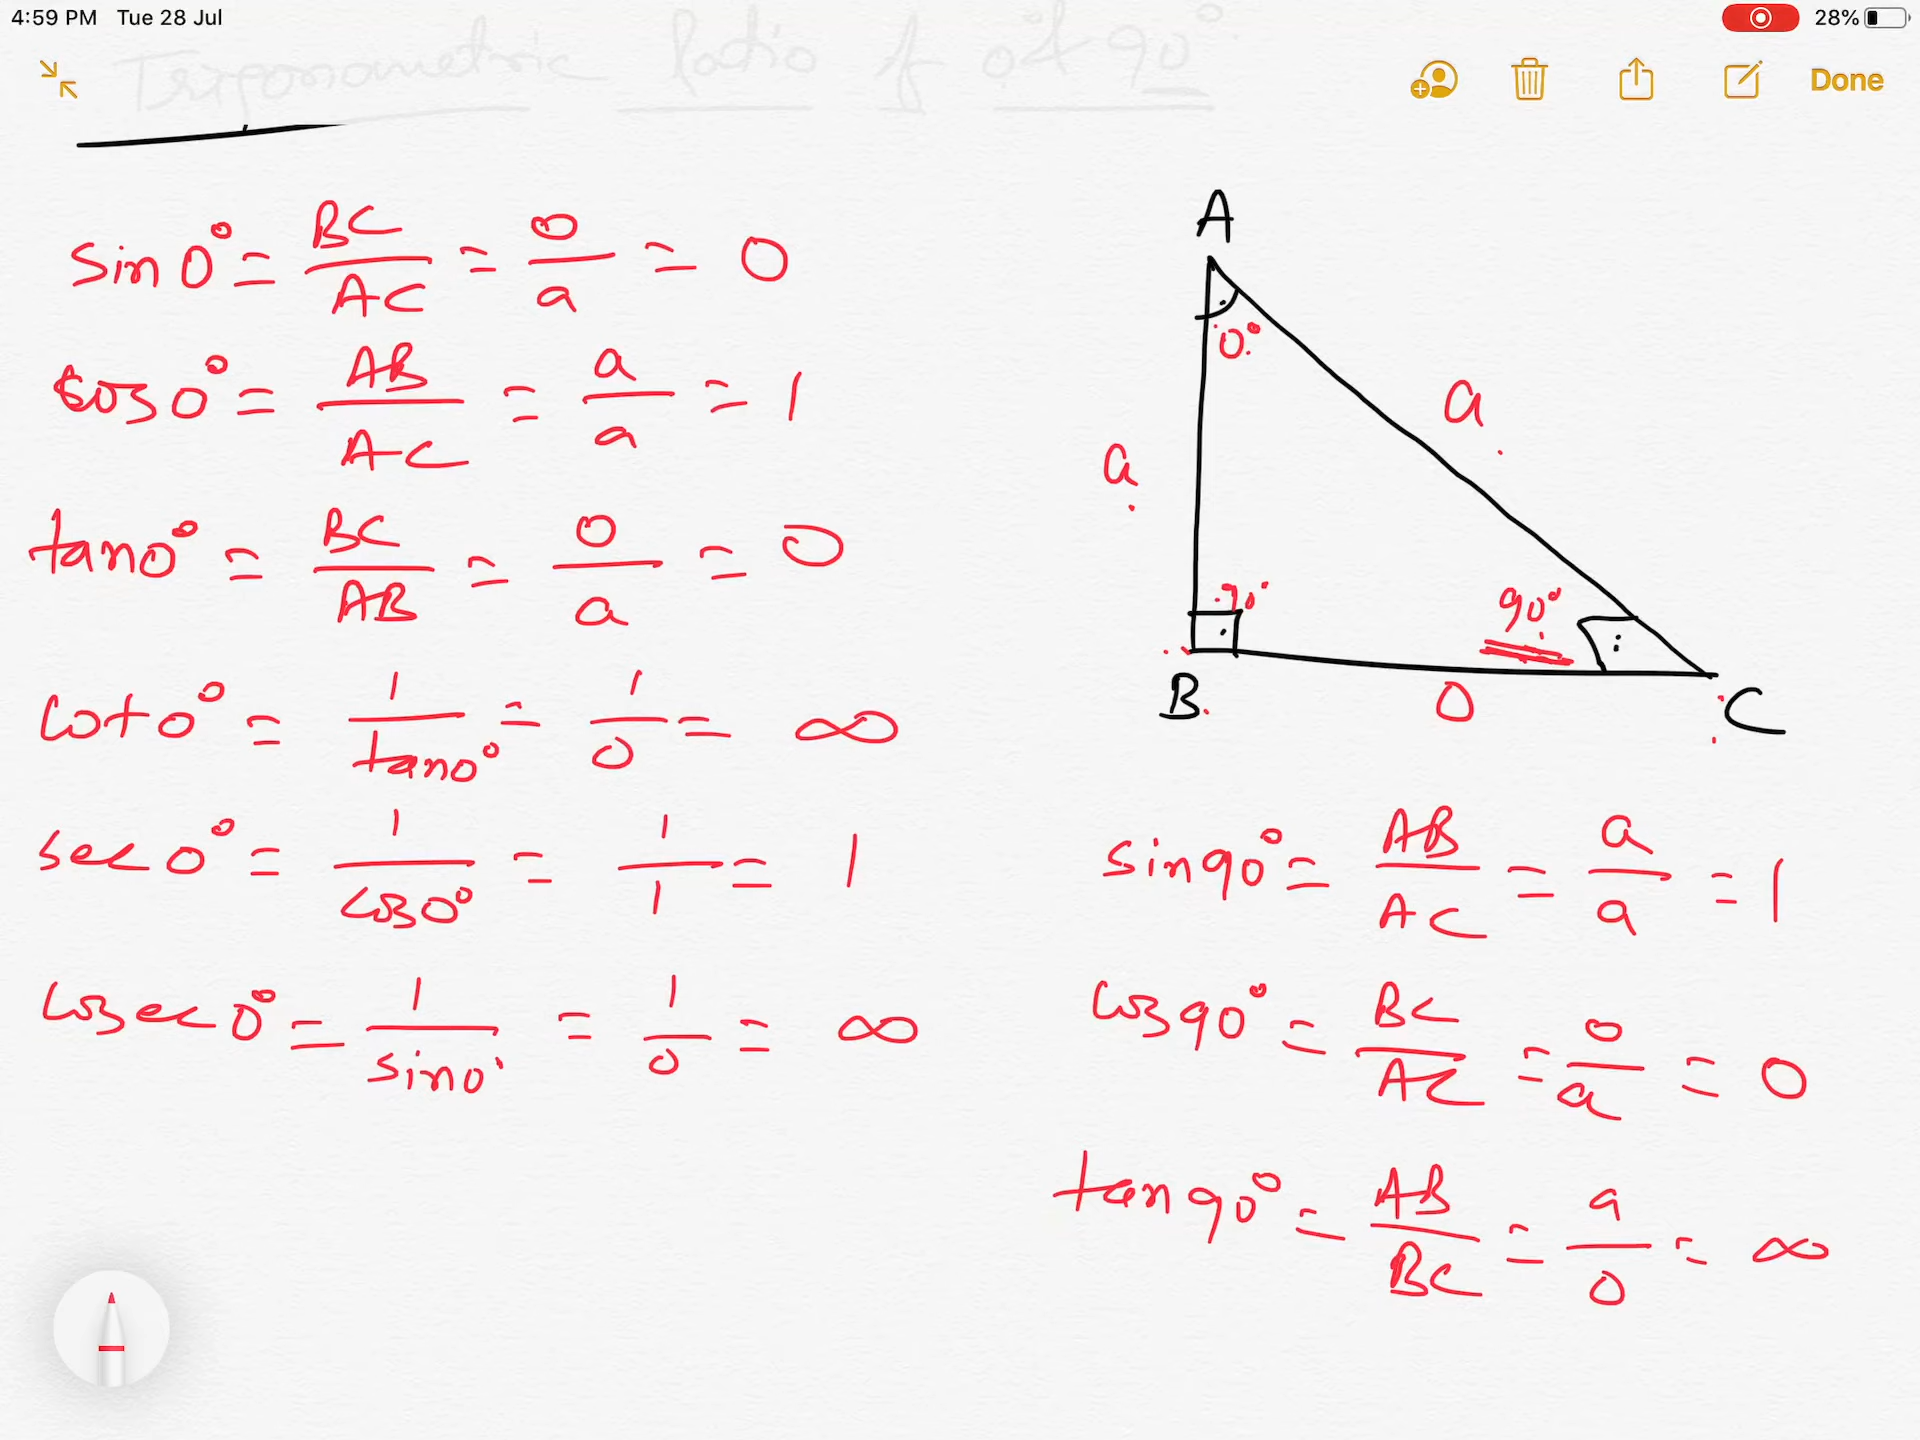 4:59 PM Tue 28 Jul
28%
Trigonometric Ratio of 0° & 90°
Done
sin 0° = BC/AC = 0/a = 0
cos 0° = AB/AC = a/a = 1
tan 0° = BC/AB = 0/a = 0
cot 0° = 1/tan 0° = 1/0 = ∞
sec 0° = 1/cos 0° = 1/1 = 1
cosec 0° = 1/sin 0° = 1/0 = ∞
A
0°
a
a
90°
90°
B
0
C
sin 90° = AB/AC = a/a = 1
cos 90° = BC/AC = 0/a = 0
tan 90° = AB/BC = a/0 = ∞